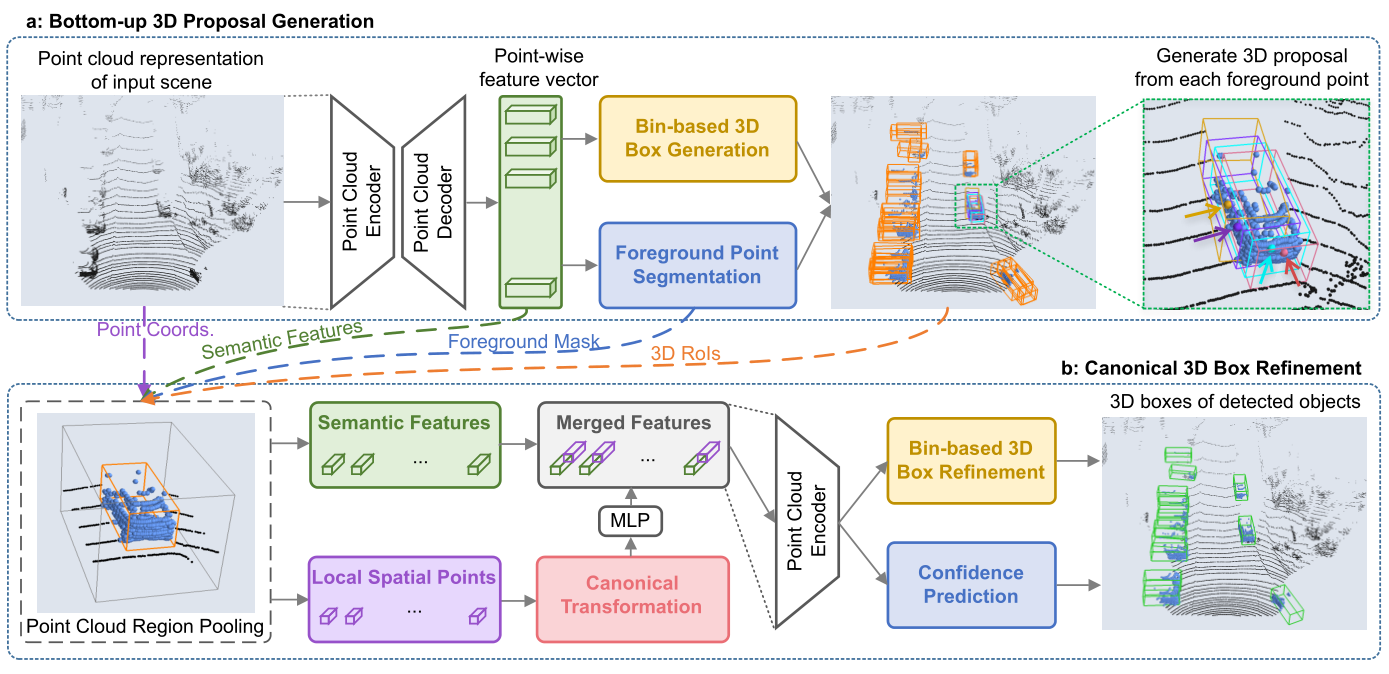 a: Bottom-up 3D Proposal Generation
Point cloud representation
of input scene
Point Cloud
Encoder
Point Cloud
Decoder
Point-wise
feature vector
Bin-based 3D
Box Generation
Foreground Point
Segmentation
Generate 3D proposal
from each foreground point
Point Coords.
Semantic Features
Foreground Mask
3D RoIs
b: Canonical 3D Box Refinement
Point Cloud Region Pooling
Semantic Features
...
Merged Features
...
MLP
Local Spatial Points
...
Canonical
Transformation
Point Cloud
Encoder
Bin-based 3D
Box Refinement
Confidence
Prediction
3D boxes of detected objects